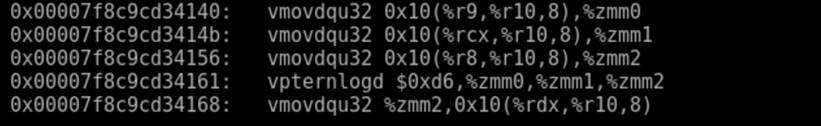 0x00007f8c9cd34140:   vmovdqu32 0x10(%r9,%r10,8),%zmm0
0x00007f8c9cd3414b:   vmovdqu32 0x10(%rcx,%r10,8),%zmm1
0x00007f8c9cd34156:   vmovdqu32 0x10(%r8,%r10,8),%zmm2
0x00007f8c9cd34161:   vpternlogd $0xd6,%zmm0,%zmm1,%zmm2
0x00007f8c9cd34168:   vmovdqu32 %zmm2,0x10(%rdx,%r10,8)